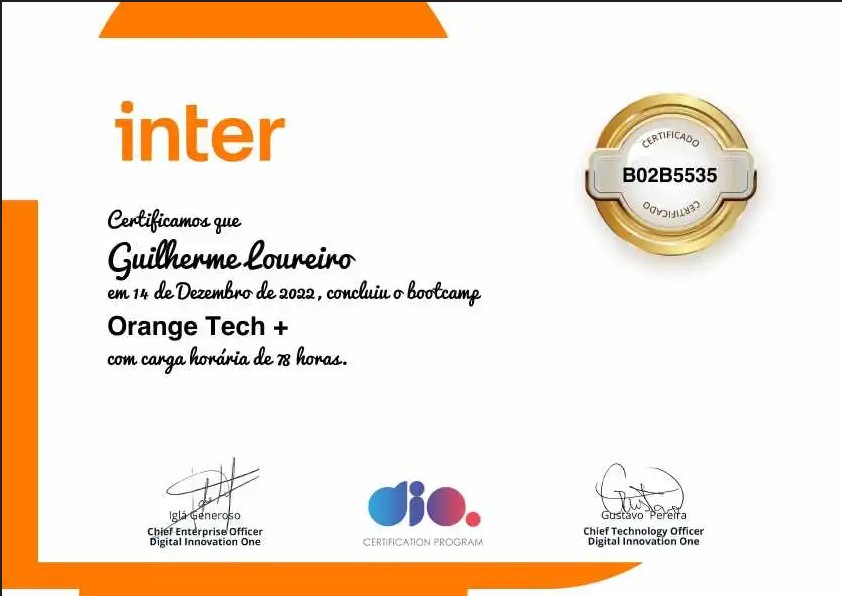 inter
CERTIFICADO
B02B5535
CERTIFICADO
Certificamos que
Guilherme Loureiro
em 14 de Dezembro de 2022, concluiu o bootcamp
Orange Tech +
com carga horária de 78 horas.
Iglá Generoso
Chief Enterprise Officer
Digital Innovation One
dio.
CERTIFICATION PROGRAM
Gustavo Pereira
Chief Technology Officer
Digital Innovation One